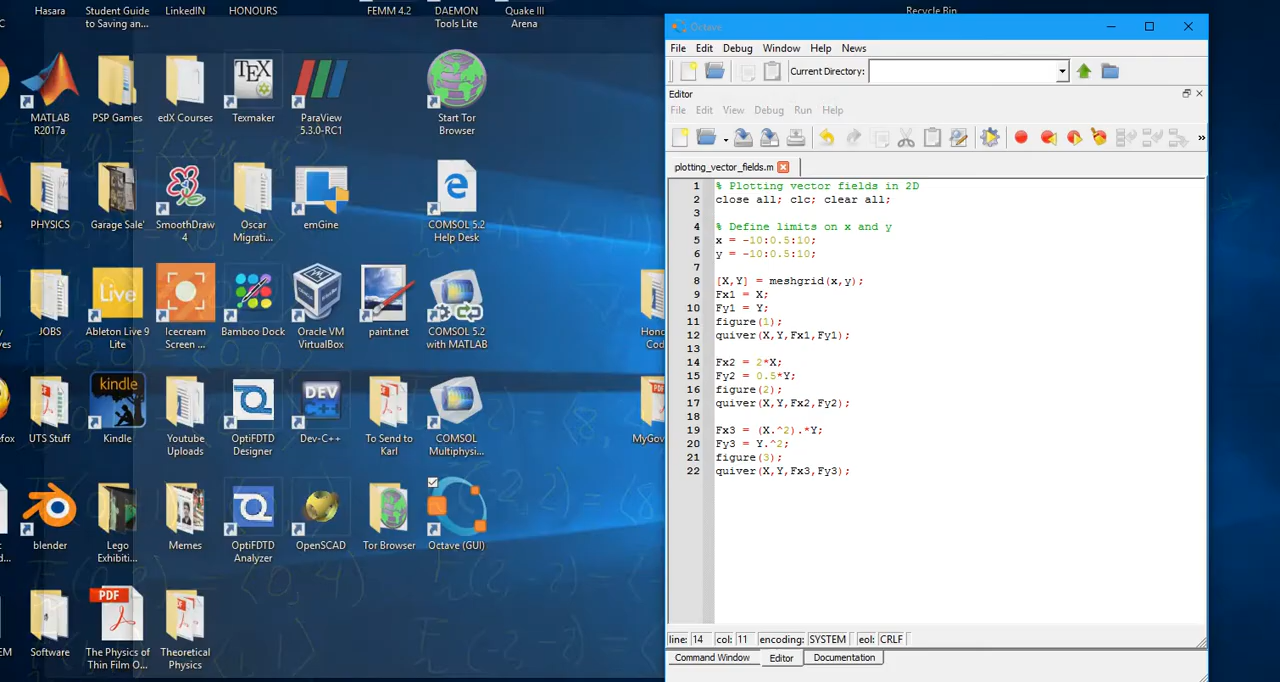 Hasara
Student Guide
to Saving an...
LinkedIN
HONOURS
FEMM 4.2
DAEMON
Tools Lite
Quake III
Arena
Recycle Bin
MATLAB
R2017a
PSP Games
edX Courses
TEX
Texmaker
ParaView
5.3.0-RC1
Start Tor
Browser
PHYSICS
Garage Sale'
SmoothDraw
4
Oscar
Migrati...
emGine
COMSOL 5.2
Help Desk
JOBS
Live
Ableton Live 9
Lite
Icecream
Screen ...
Bamboo Dock
Oracle VM
VirtualBox
paint.net
COMSOL 5.2
with MATLAB
UTS Stuff
kindle
Kindle
Youtube
Uploads
OptiFDTD
Designer
DEV
C++
Dev-C++
To Send to
Karl
COMSOL
Multiphysi...
MyGov
blender
Lego
Exhibiti...
Memes
OptiFDTD
Analyzer
OpenSCAD
Tor Browser
Octave (GUI)
Software
PDF
The Physics of
Thin Film O...
Theoretical
Physics
Octave
File Edit Debug Window Help News
Current Directory:
Editor
File Edit View Debug Run Help
plotting_vector_fields.m
1 % Plotting vector fields in 2D
2 close all; clc; clear all;
3
4 % Define limits on x and y
5 x = -10:0.5:10;
6 y = -10:0.5:10;
7
8 [X,Y] = meshgrid(x,y);
9 Fx1 = X;
10 Fy1 = Y;
11 figure(1);
12 quiver(X,Y,Fx1,Fy1);
13
14 Fx2 = 2*X;
15 Fy2 = 0.5*Y;
16 figure(2);
17 quiver(X,Y,Fx2,Fy2);
18
19 Fx3 = (X.^2).*Y;
20 Fy3 = Y.^2;
21 figure(3);
22 quiver(X,Y,Fx3,Fy3);
line: 14 col: 11 encoding: SYSTEM eol: CRLF
Command Window Editor Documentation